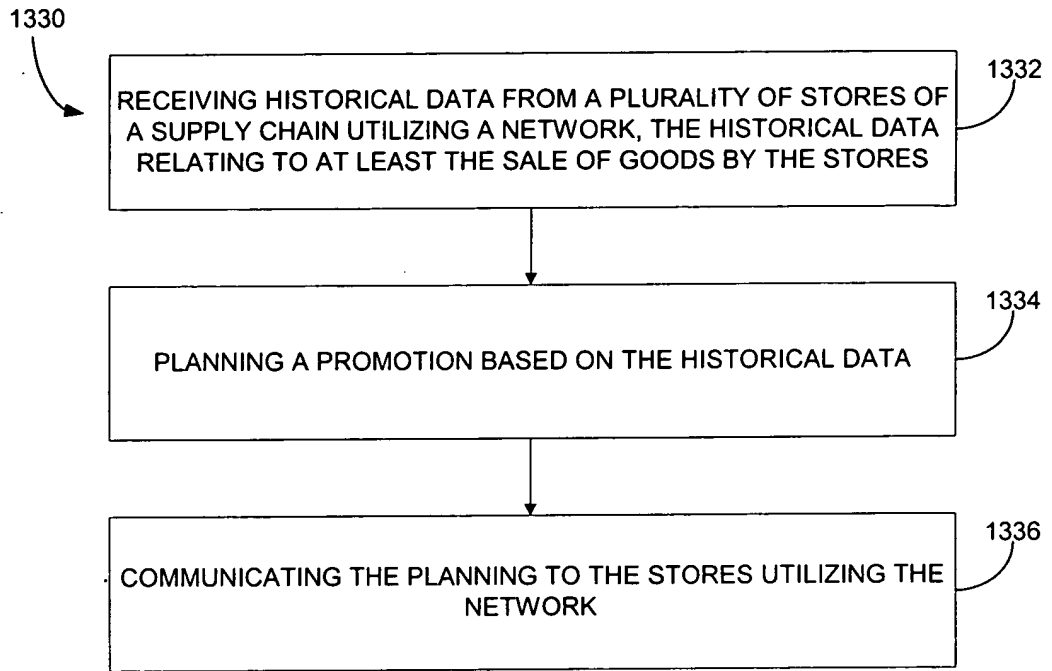 1330
1332
RECEIVING HISTORICAL DATA FROM A PLURALITY OF STORES OF
A SUPPLY CHAIN UTILIZING A NETWORK, THE HISTORICAL DATA
RELATING TO AT LEAST THE SALE OF GOODS BY THE STORES
1334
PLANNING A PROMOTION BASED ON THE HISTORICAL DATA
1336
COMMUNICATING THE PLANNING TO THE STORES UTILIZING THE
NETWORK